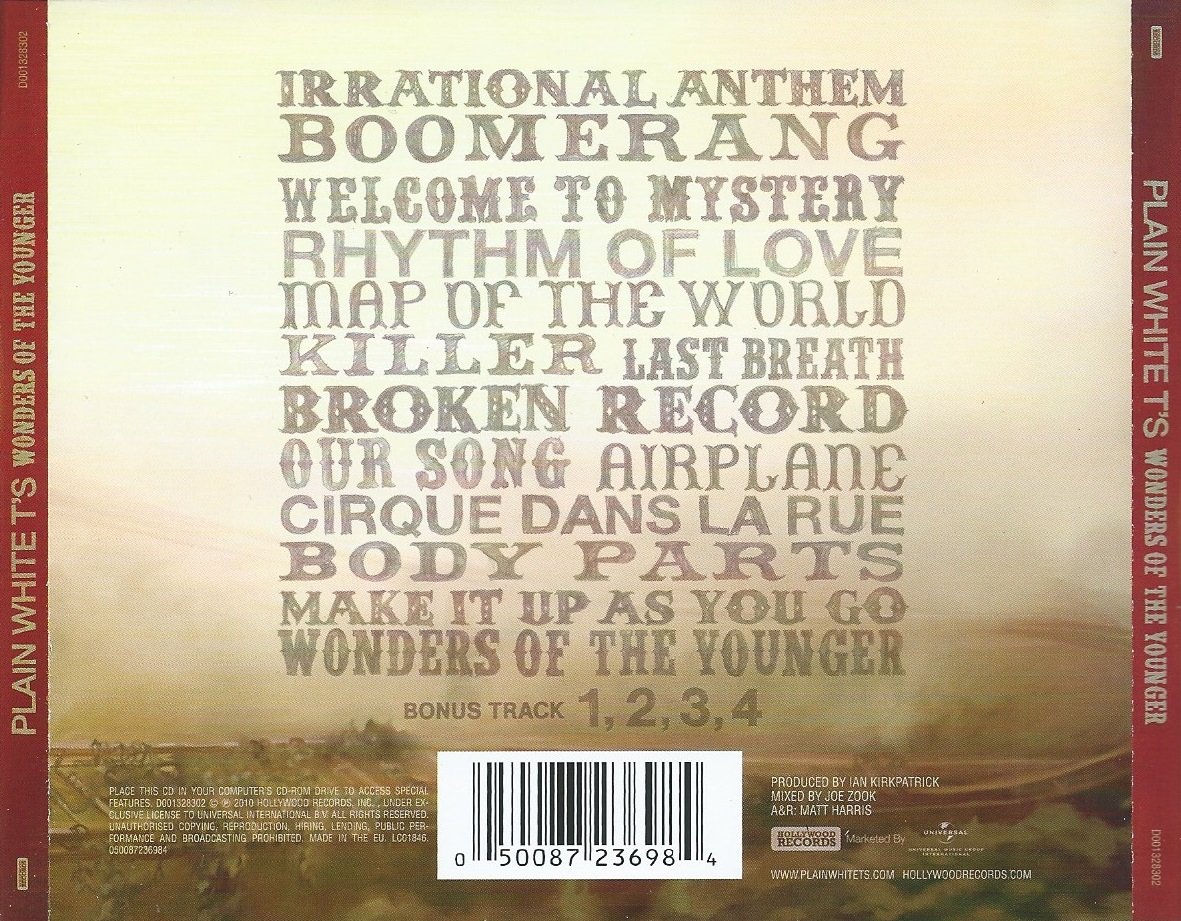 D001328302
PLAIN WHITE T'S WONDERS OF THE YOUNGER
IRRATIONAL ANTHEM
BOOMERANG
WELCOME TO MYSTERY
RHYTHM OF LOVE
MAP OF THE WORLD
KILLER LAST BREATH
BROKEN RECORD
OUR SONG AIRPLANE
CIRQUE DANS LA RUE
BODY PARTS
MAKE IT UP AS YOU GO
WONDERS OF THE YOUNGER
BONUS TRACK 1, 2, 3, 4
PLACE THIS CD IN YOUR COMPUTER'S CD-ROM DRIVE TO ACCESS SPECIAL
FEATURES. D001328302 © ℗ 2010 HOLLYWOOD RECORDS, INC., UNDER EX-
CLUSIVE LICENSE TO UNIVERSAL INTERNATIONAL B.V. ALL RIGHTS RESERVED.
UNAUTHORISED COPYING, REPRODUCTION, HIRING, LENDING, PUBLIC PER-
FORMANCE AND BROADCASTING PROHIBITED. MADE IN THE EU. LC01846.
050087236984
0 50087 23698 4
PRODUCED BY IAN KIRKPATRICK
MIXED BY JOE ZOOK
A&R: MATT HARRIS
HOLLYWOOD
RECORDS
Marketed By
UNIVERSAL
UNIVERSAL MUSIC GROUP
INTERNATIONAL
WWW.PLAINWHITETS.COM HOLLYWOODRECORDS.COM
PLAIN WHITE T'S WONDERS OF THE YOUNGER
D001328302